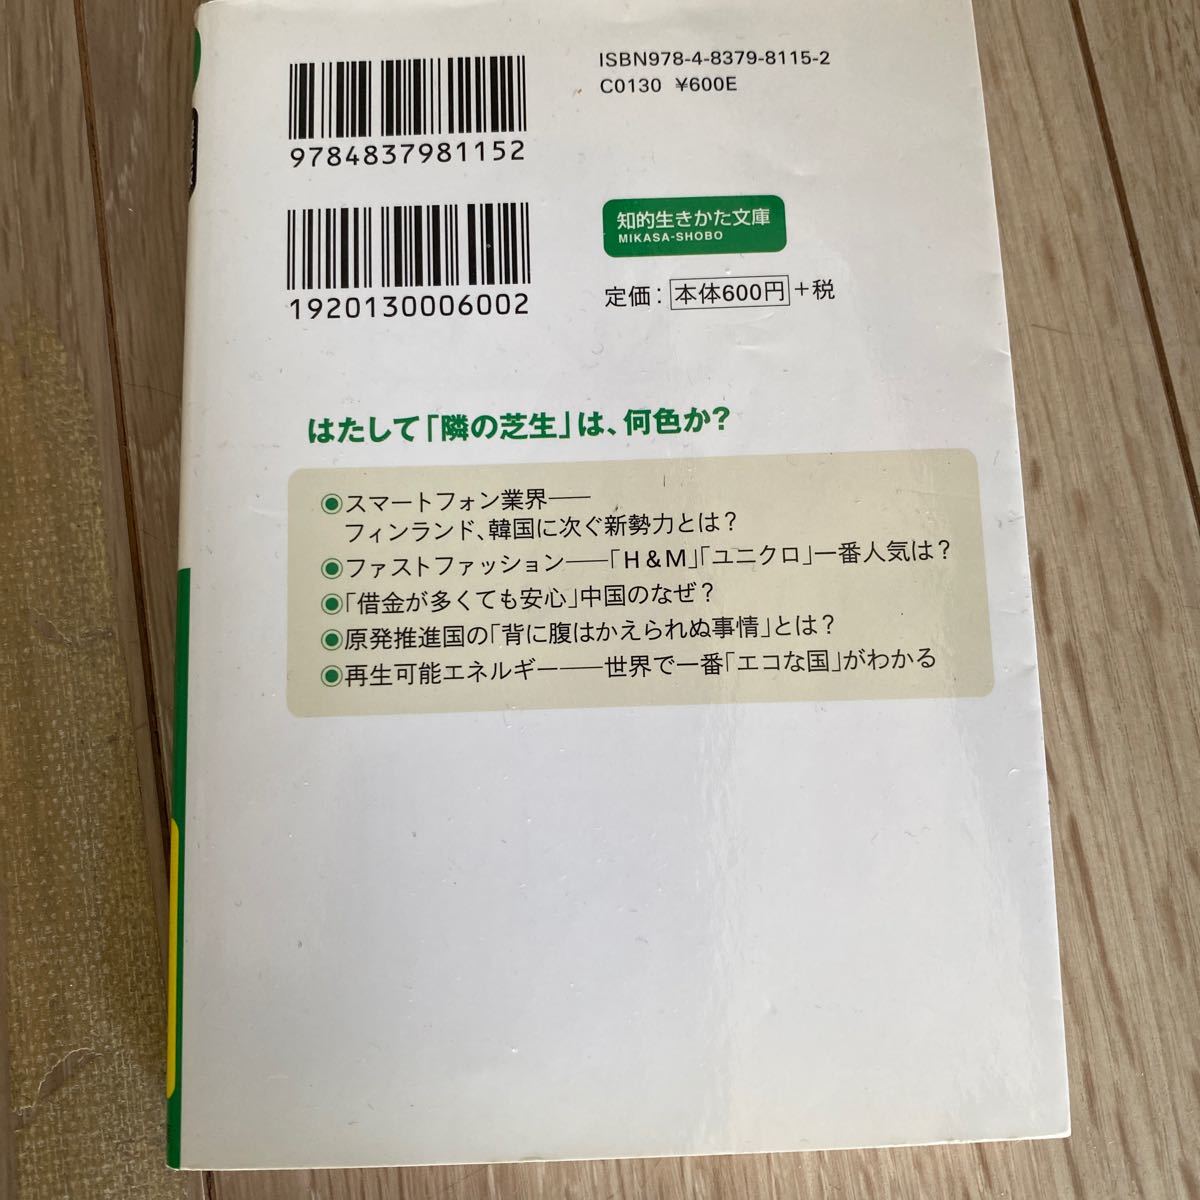 ISBN978-4-8379-8115-2
C0130 ¥600E
9784837981152
1920130006002
知的生きかた文庫
MIKASA-SHOBO
定価：本体600円+税
はたして「隣の芝生」は、何色か？
◉スマートフォン業界──
フィンランド、韓国に次ぐ新勢力とは？
◉ファストファッション──「H＆M」「ユニクロ」一番人気は？
◉「借金が多くても安心」中国のなぜ？
◉原発推進国の「背に腹はかえられぬ事情」とは？
◉再生可能エネルギー──世界で一番「エコな国」がわかる